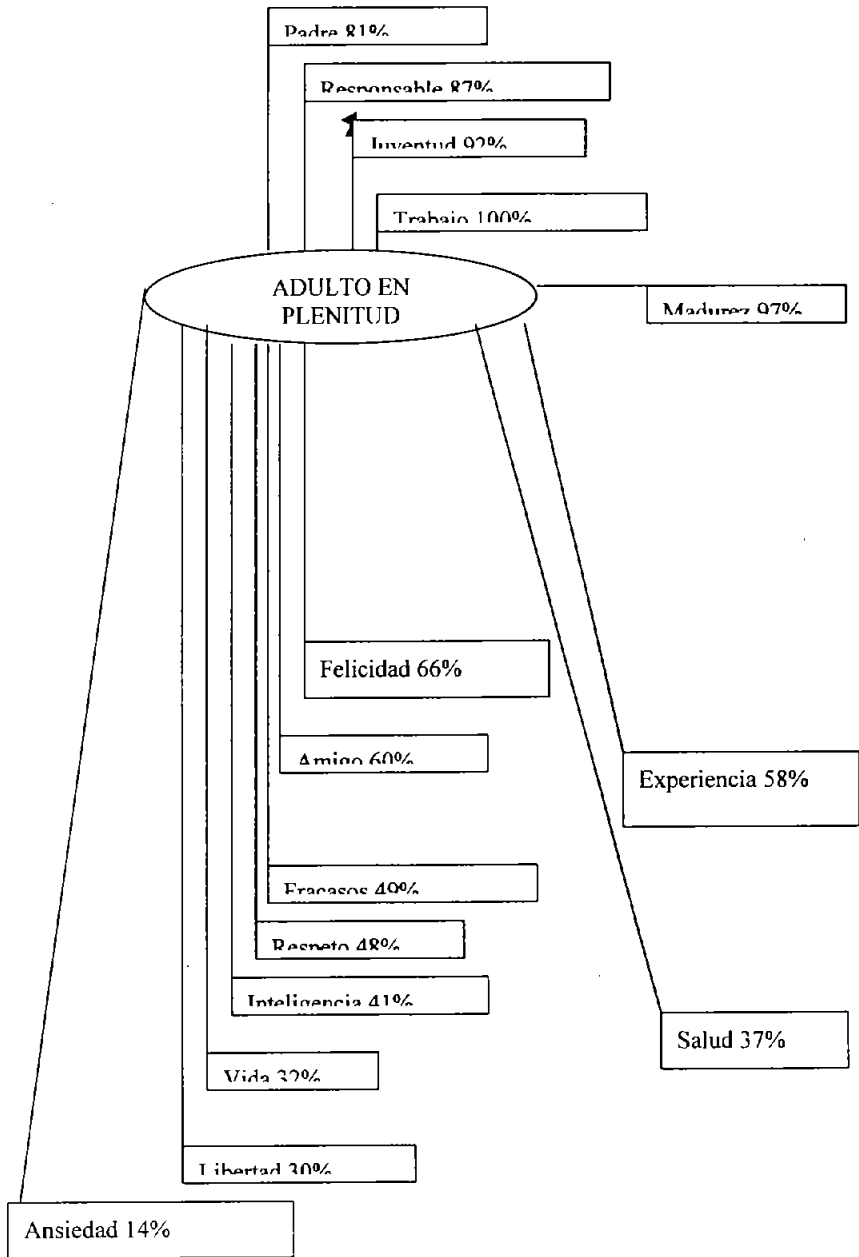 Padre 81%
Responsable 87%
Juventud 92%
Trabajo 100%
ADULTO EN
PLENITUD
Madurez 97%
Felicidad 66%
Amigo 60%
Experiencia 58%
Fracasos 49%
Respeto 48%
Inteligencia 41%
Salud 37%
Vida 32%
Libertad 30%
Ansiedad 14%